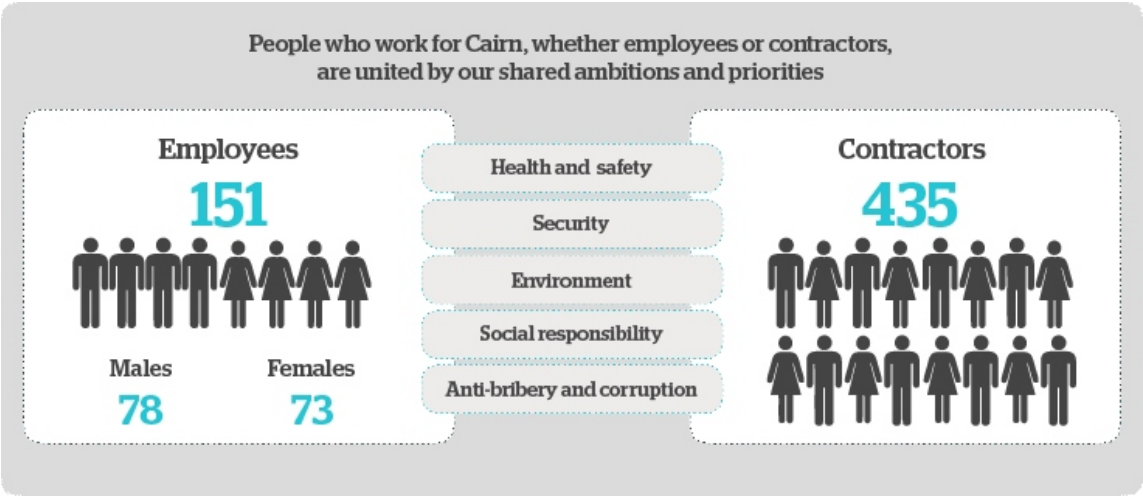 People who work for Cairn, whether employees or contractors,
are united by our shared ambitions and priorities
Employees
151
Males
78
Females
73
Health and safety
Security
Environment
Social responsibility
Anti-bribery and corruption
Contractors
435